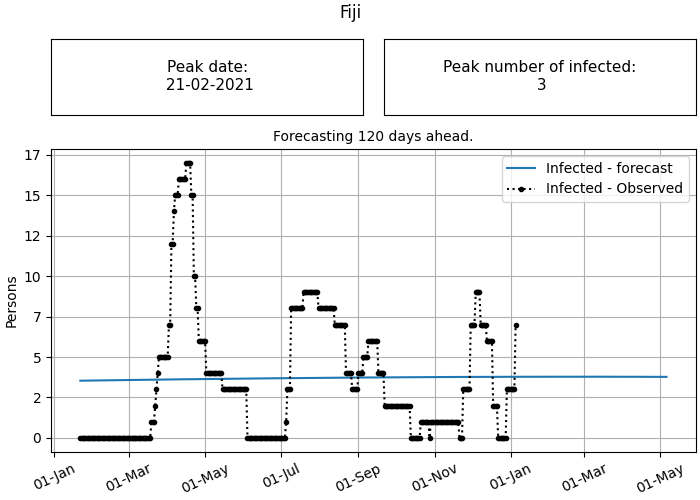 Fiji
Peak date:
21-02-2021
Peak number of infected:
3
Forecasting 120 days ahead.
Infected - forecast
Infected - Observed
Persons
17
15
12
10
7
5
2
0
01-Jan
01-Mar
01-May
01-Jul
01-Sep
01-Nov
01-Jan
01-Mar
01-May